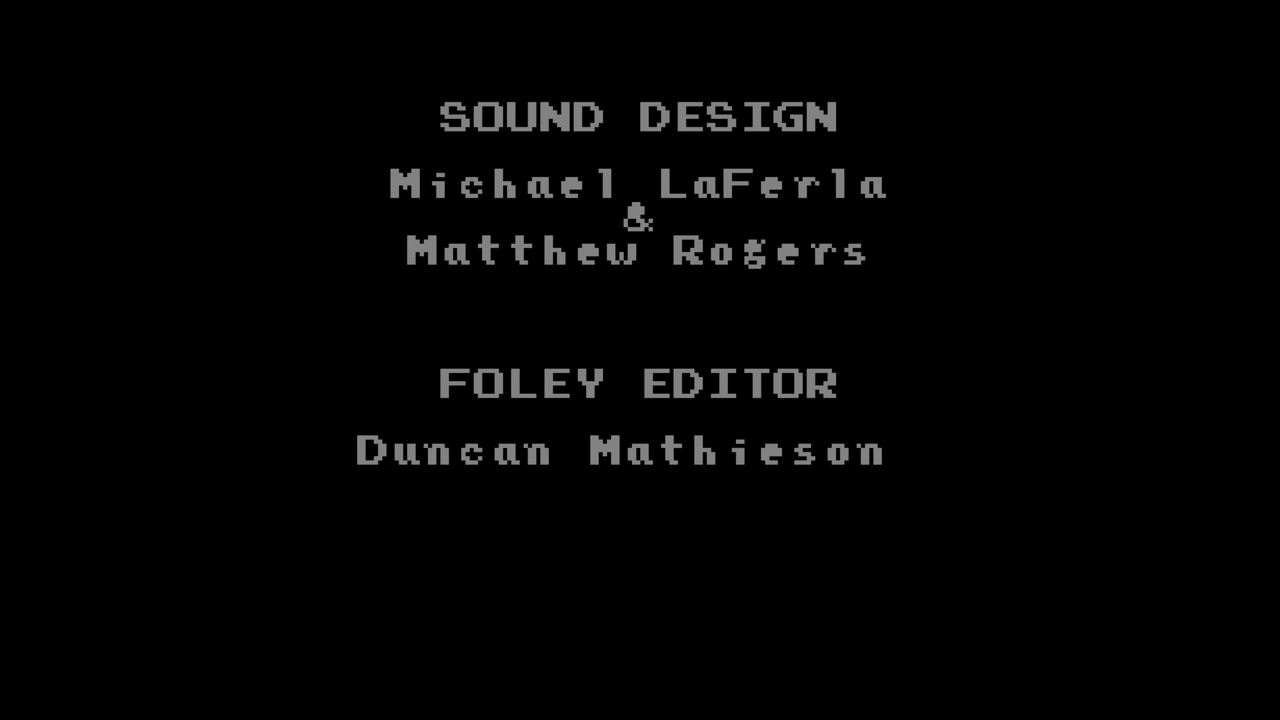 SOUND DESIGN
Michael LaFerla
&
Matthew Rogers
FOLEY EDITOR
Duncan Mathieson